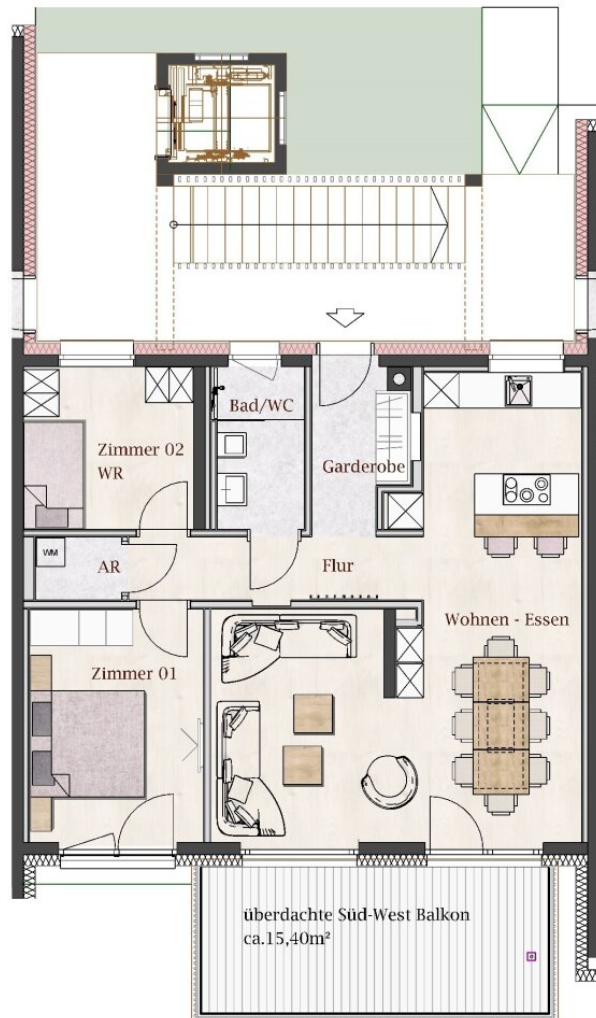 Zimmer 02
WR
Bad/WC
Garderobe
WM
AR
Flur
Wohnen - Essen
Zimmer 01
überdachte Süd-West Balkon
ca.15,40m²